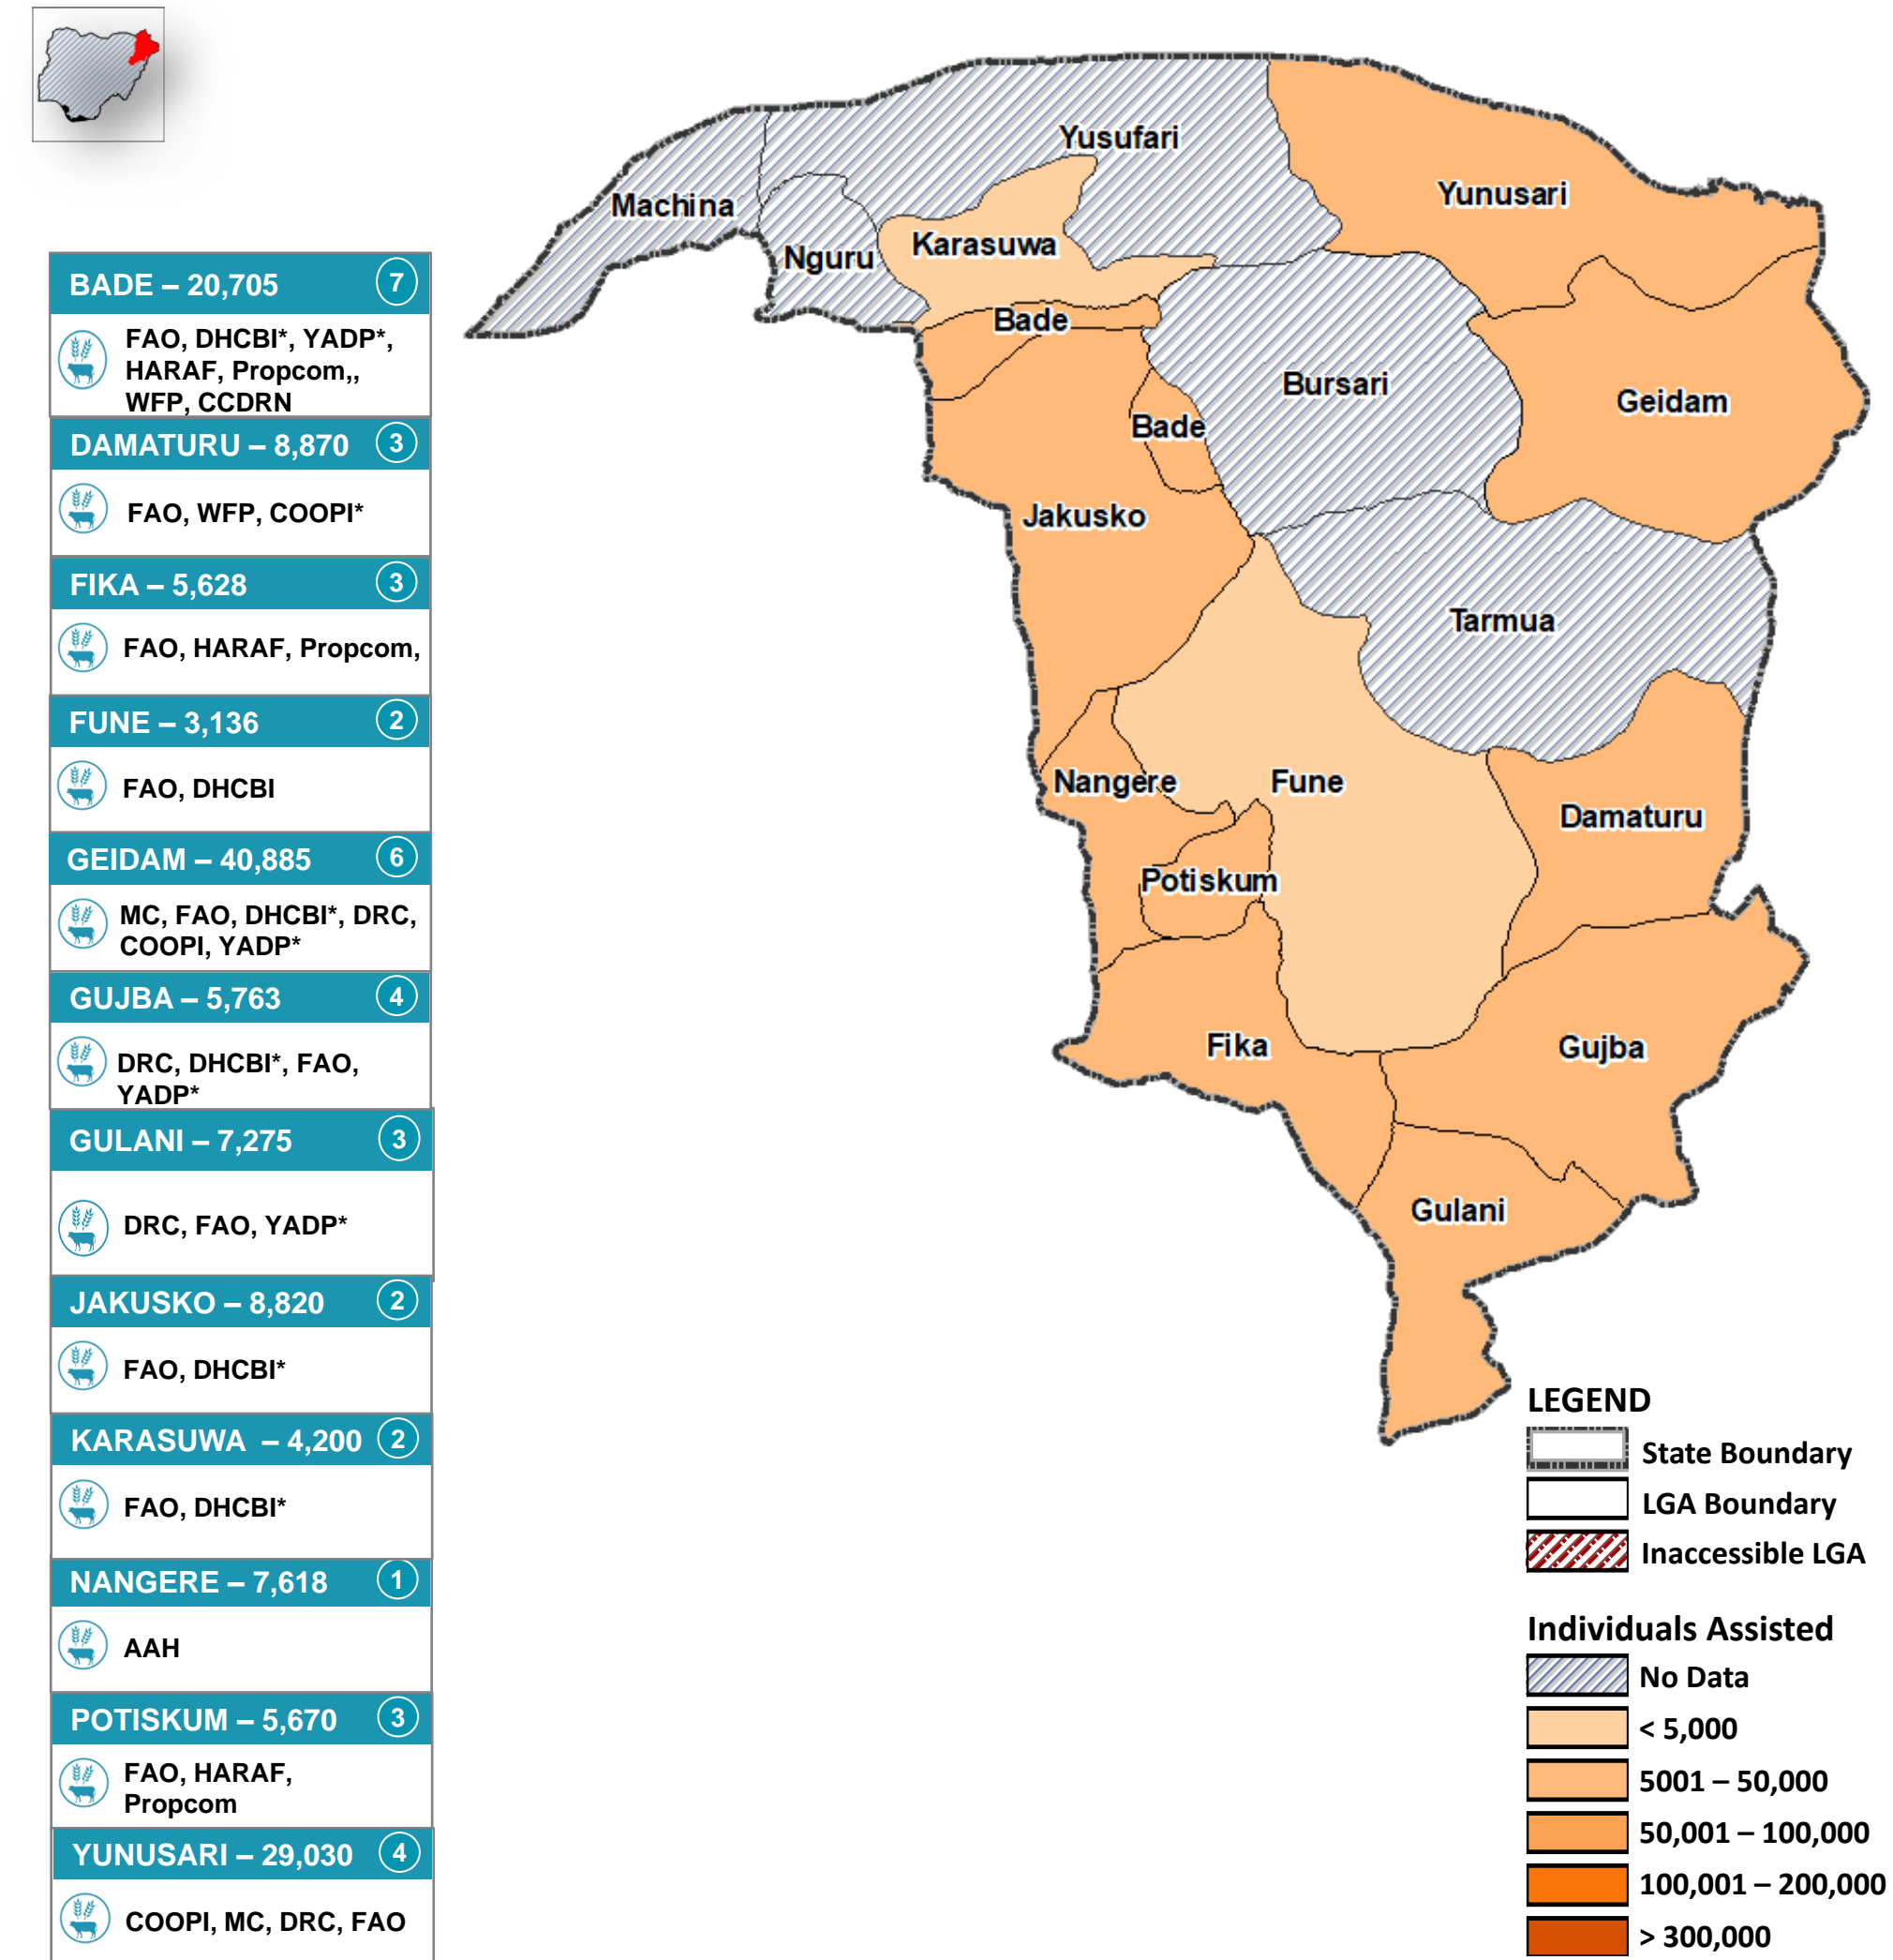 BADE – 20,705 7
FAO, DHCBI*, YADP*,
HARAF, Propcom,,
WFP, CCDRN
DAMATURU – 8,870 3
FAO, WFP, COOPI*
FIKA – 5,628 3
FAO, HARAF, Propcom,
FUNE – 3,136 2
FAO, DHCBI
GEIDAM – 40,885 6
MC, FAO, DHCBI*, DRC,
COOPI, YADP*
GUJBA – 5,763 4
DRC, DHCBI*, FAO,
YADP*
GULANI – 7,275 3
DRC, FAO, YADP*
JAKUSKO – 8,820 2
FAO, DHCBI*
KARASUWA – 4,200 2
FAO, DHCBI*
NANGERE – 7,618 1
AAH
POTISKUM – 5,670 3
FAO, HARAF,
Propcom
YUNUSARI – 29,030 4
COOPI, MC, DRC, FAO
Yusufari
Yunusari
Machina
Karasuwa
Nguru
Bade
Bursari
Geidam
Bade
Jakusko
Tarmua
Nangere
Fune
Damaturu
Potiskum
Fika
Gujba
Gulani
LEGEND
State Boundary
LGA Boundary
Inaccessible LGA
Individuals Assisted
No Data
< 5,000
5001 – 50,000
50,001 – 100,000
100,001 – 200,000
> 300,000